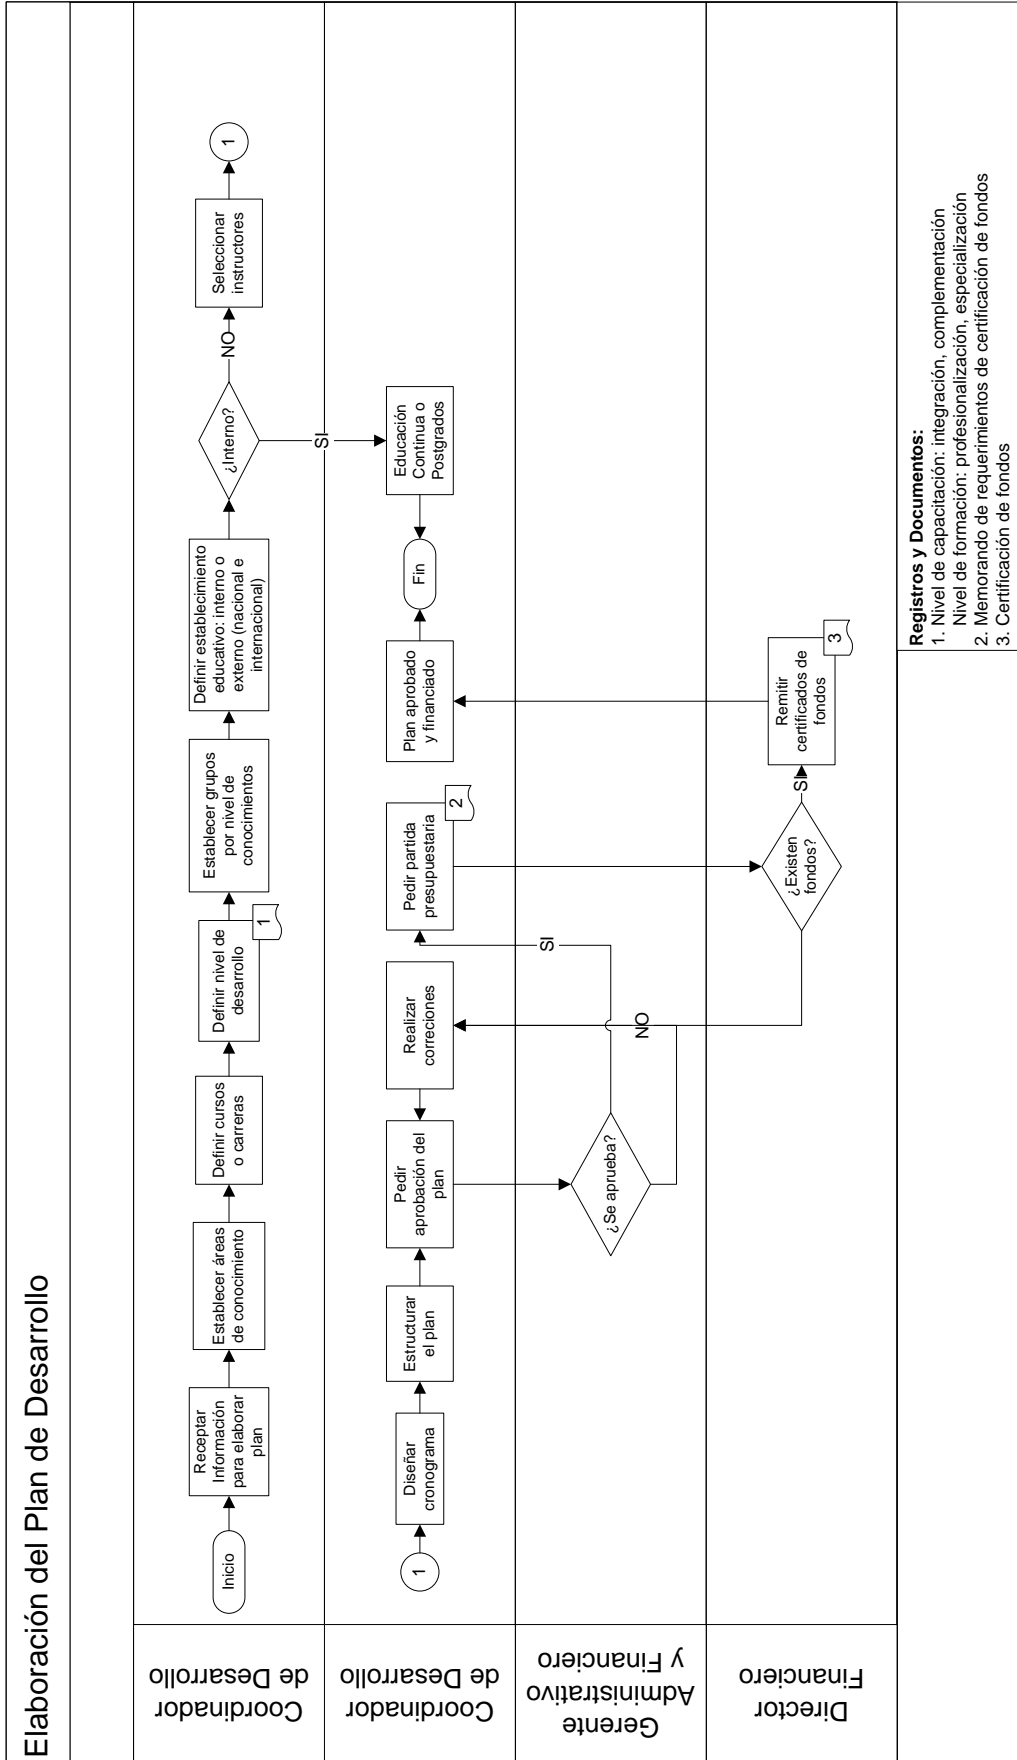 Elaboración del Plan de Desarrollo
Coordinador
de Desarrollo
Inicio
Receptar
Información
para elaborar
plan
Establecer áreas
de conocimiento
Definir cursos
o carreras
Definir nivel de
desarrollo
1
Establecer grupos
por nivel de
conocimientos
Definir establecimiento
educativo: interno o
externo (nacional e
internacional)
¿Interno?
NO
SI
Seleccionar
instructores
1
Coordinador
de Desarrollo
1
Diseñar
cronograma
Estructurar
el plan
Pedir
aprobación del
plan
Realizar
correciones
Pedir partida
presupuestaria
2
Plan aprobado
y financiado
Fin
Educación
Continua o
Postgrados
Gerente
Administrativo
y Financiero
¿Se aprueba?
NO
SI
Director
Financiero
¿Existen
fondos?
SI
Remitir
certificados de
fondos
3
Registros y Documentos:
1. Nivel de capacitación: integración, complementación
Nivel de formación: profesionalización, especialización
2. Memorando de requerimientos de certificación de fondos
3. Certificación de fondos